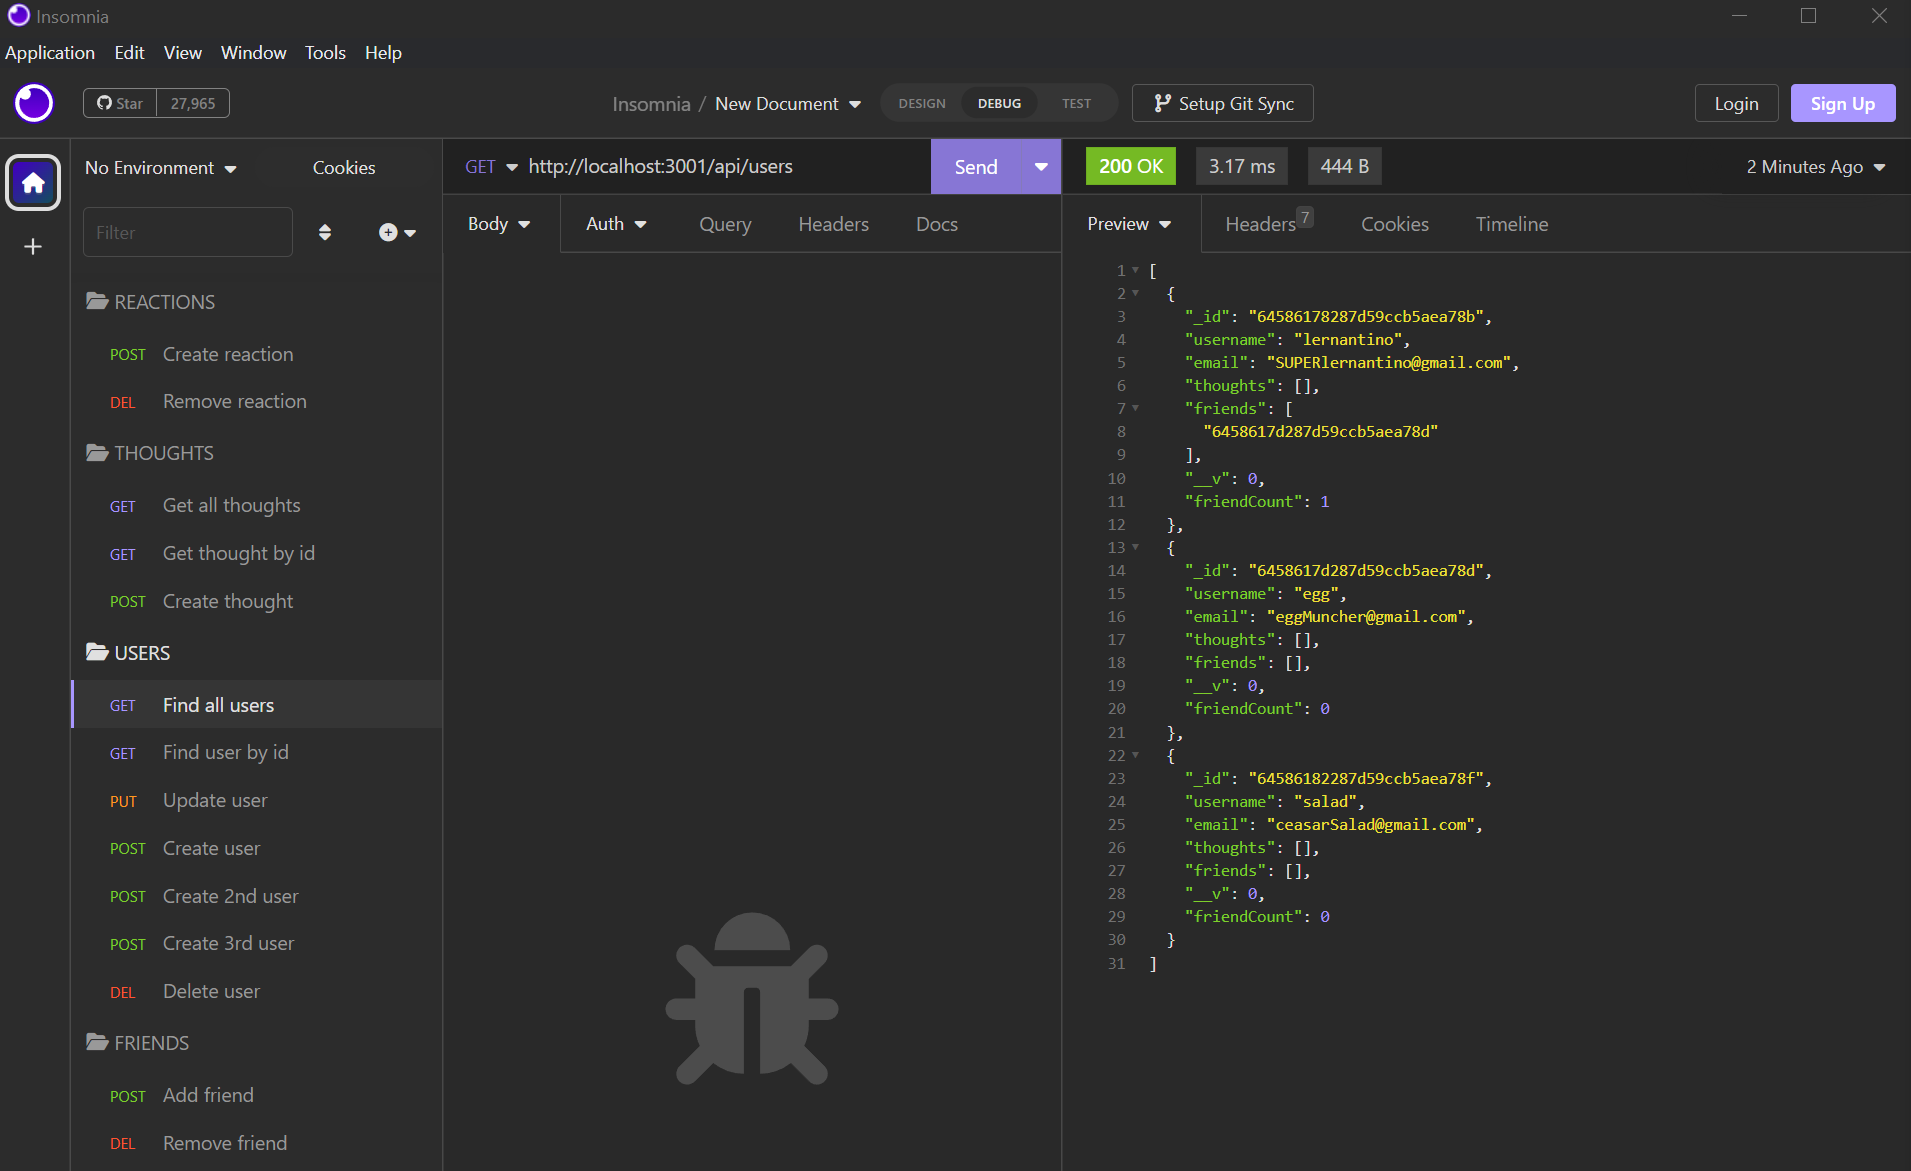 Insomnia
Application Edit View Window Tools Help
Star 27,965
Insomnia / New Document
DESIGN DEBUG TEST
Setup Git Sync
Login
Sign Up
No Environment
Cookies
Filter
REACTIONS
POST Create reaction
DEL Remove reaction
THOUGHTS
GET Get all thoughts
GET Get thought by id
POST Create thought
USERS
GET Find all users
GET Find user by id
PUT Update user
POST Create user
POST Create 2nd user
POST Create 3rd user
DEL Delete user
FRIENDS
POST Add friend
DEL Remove friend
GET http://localhost:3001/api/users
Send
Body Auth Query Headers Docs
200 OK 3.17 ms 444 B
2 Minutes Ago
Preview Headers 7 Cookies Timeline
1 [
2 {
3 "_id": "64586178287d59ccb5aea78b",
4 "username": "lernantino",
5 "email": "SUPERlernantino@gmail.com",
6 "thoughts": [],
7 "friends": [
8 "6458617d287d59ccb5aea78d"
9 ],
10 "__v": 0,
11 "friendCount": 1
12 },
13 {
14 "_id": "6458617d287d59ccb5aea78d",
15 "username": "egg",
16 "email": "eggMuncher@gmail.com",
17 "thoughts": [],
18 "friends": [],
19 "__v": 0,
20 "friendCount": 0
21 },
22 {
23 "_id": "64586182287d59ccb5aea78f",
24 "username": "salad",
25 "email": "ceasarSalad@gmail.com",
26 "thoughts": [],
27 "friends": [],
28 "__v": 0,
29 "friendCount": 0
30 }
31 ]